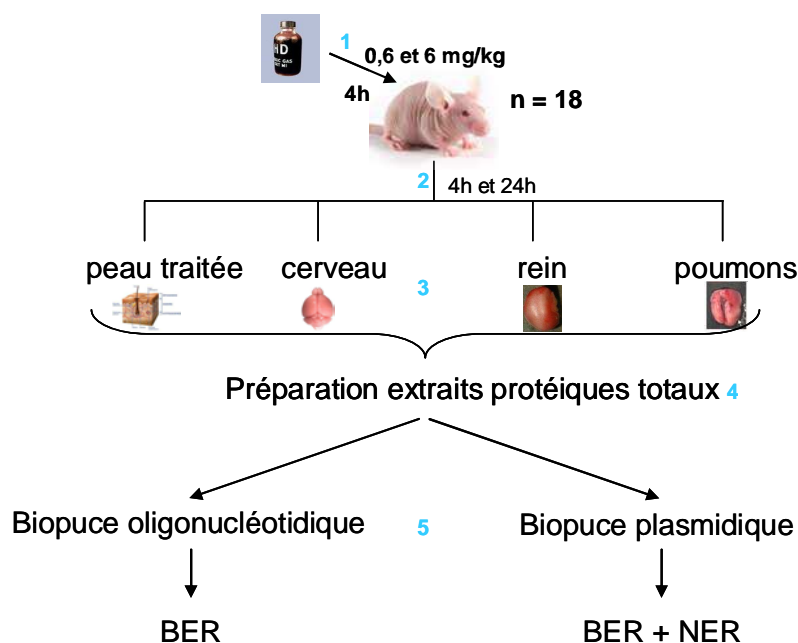 HD
1
0,6 et 6 mg/kg
4h
n = 18
2
4h et 24h
peau traitée
cerveau
rein
poumons
3
Préparation extraits protéiques totaux 4
Biopuce oligonucléotidique
5
Biopuce plasmidique
BER
BER + NER